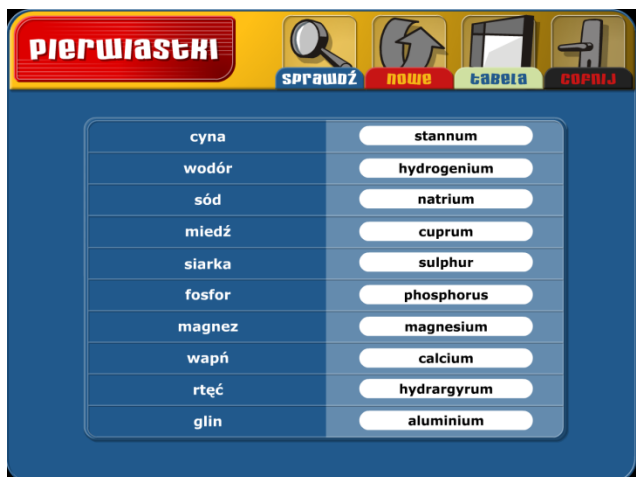 Pierwiastki
sprawdź nowe tabela cofnij
cyna stannum
wodór hydrogenium
sód natrium
miedź cuprum
siarka sulphur
fosfor phosphorus
magnez magnesium
wapń calcium
rtęć hydrargyrum
glin aluminium